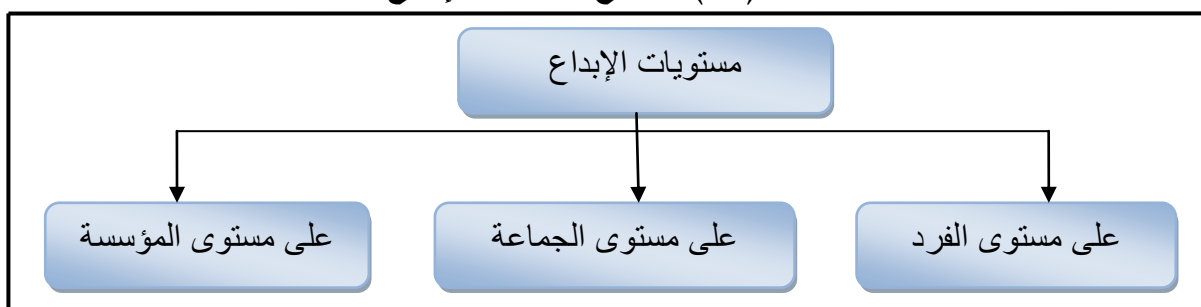 مستويات الإبداع
على مستوى الفرد
على مستوى الجماعة
على مستوى المؤسسة